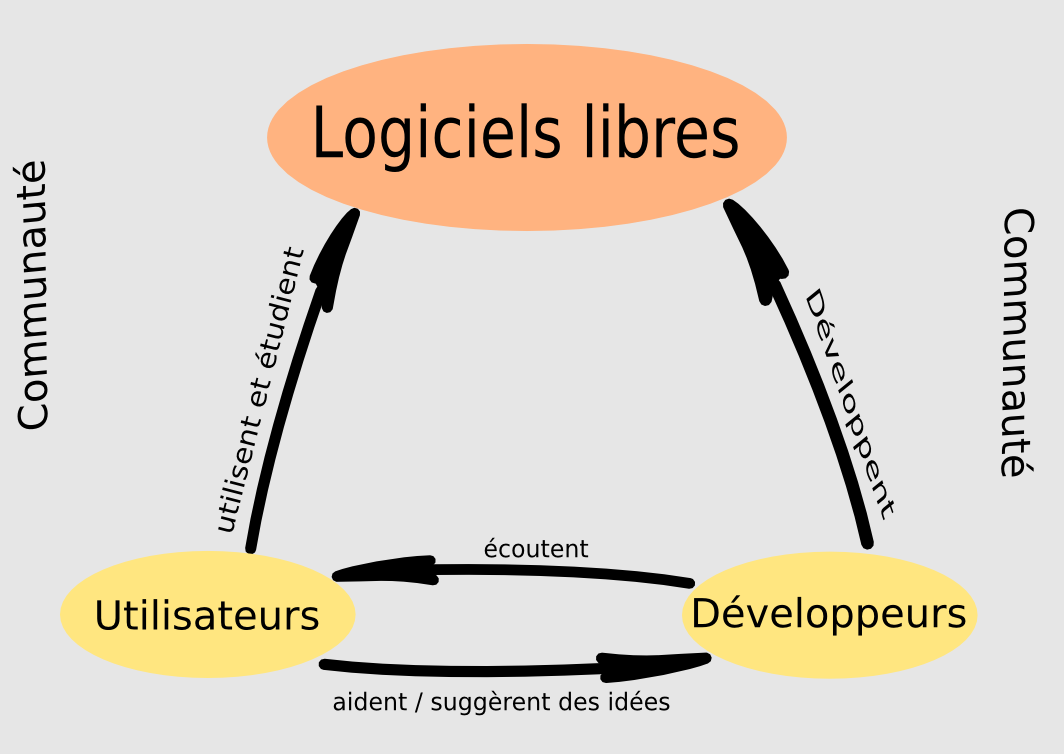 Logiciels libres
Communauté
Communauté
utilisent et étudient
Développent
écoutent
Utilisateurs
Développeurs
aident / suggèrent des idées